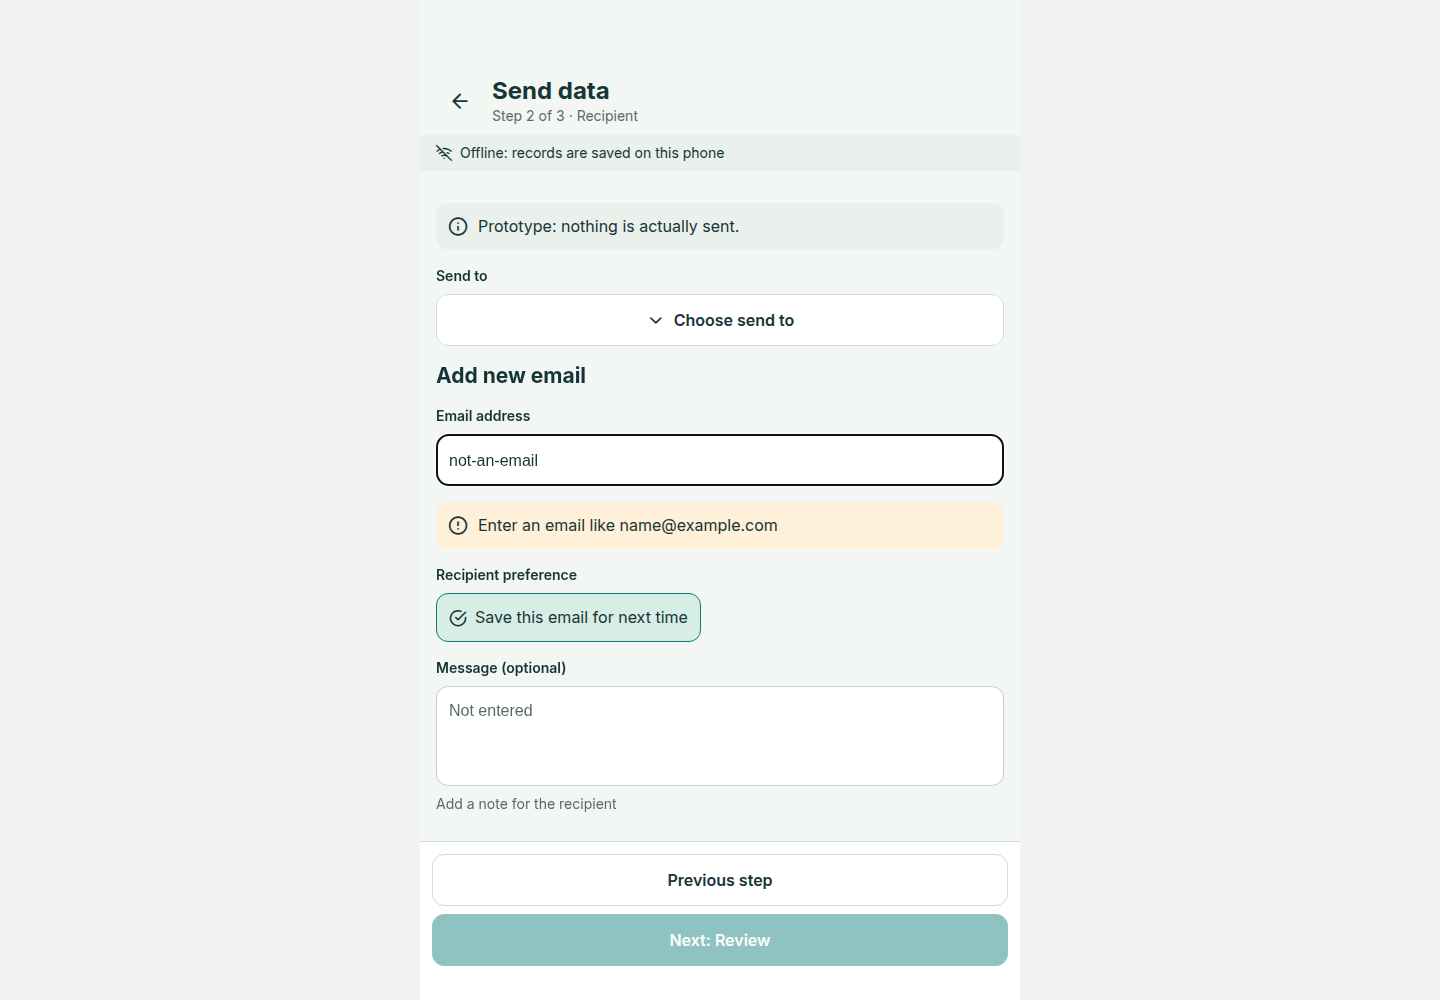 Send data
Step 2 of 3 · Recipient
Offline: records are saved on this phone
Prototype: nothing is actually sent.
Send to
Choose send to
Add new email
Email address
not-an-email
Enter an email like name@example.com
Recipient preference
Save this email for next time
Message (optional)
Not entered
Add a note for the recipient
Previous step
Next: Review